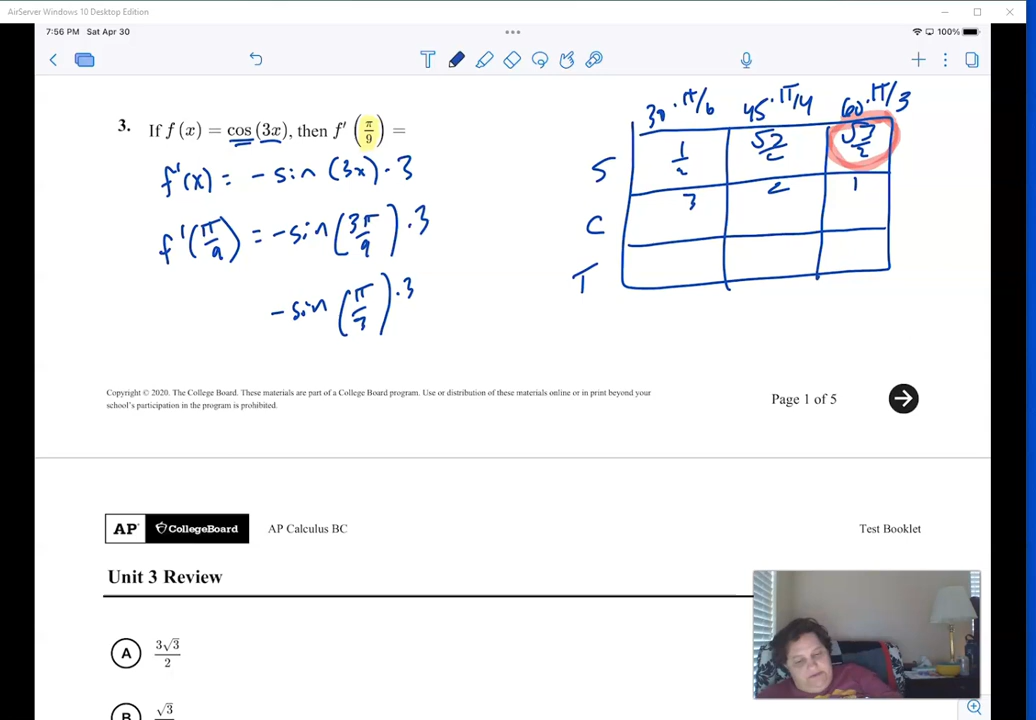 AirServer Windows 10 Desktop Edition
7:56 PM Sat Apr 30
100%
T
3. If f (x) = cos (3x), then f′ (π/9) =
f'(x) = - sin (3x) · 3
f'(π/9) = - sin (3π/9) · 3
- sin (π/3) · 3
30° π/6 45° π/4 60° π/3
S 1/2 √2/2 √3/2
3 2 1
C
T
Copyright © 2020. The College Board. These materials are part of a College Board program. Use or distribution of these materials online or in print beyond your
school's participation in the program is prohibited.
Page 1 of 5
AP CollegeBoard AP Calculus BC Test Booklet
Unit 3 Review
A 3√3/2
B √3